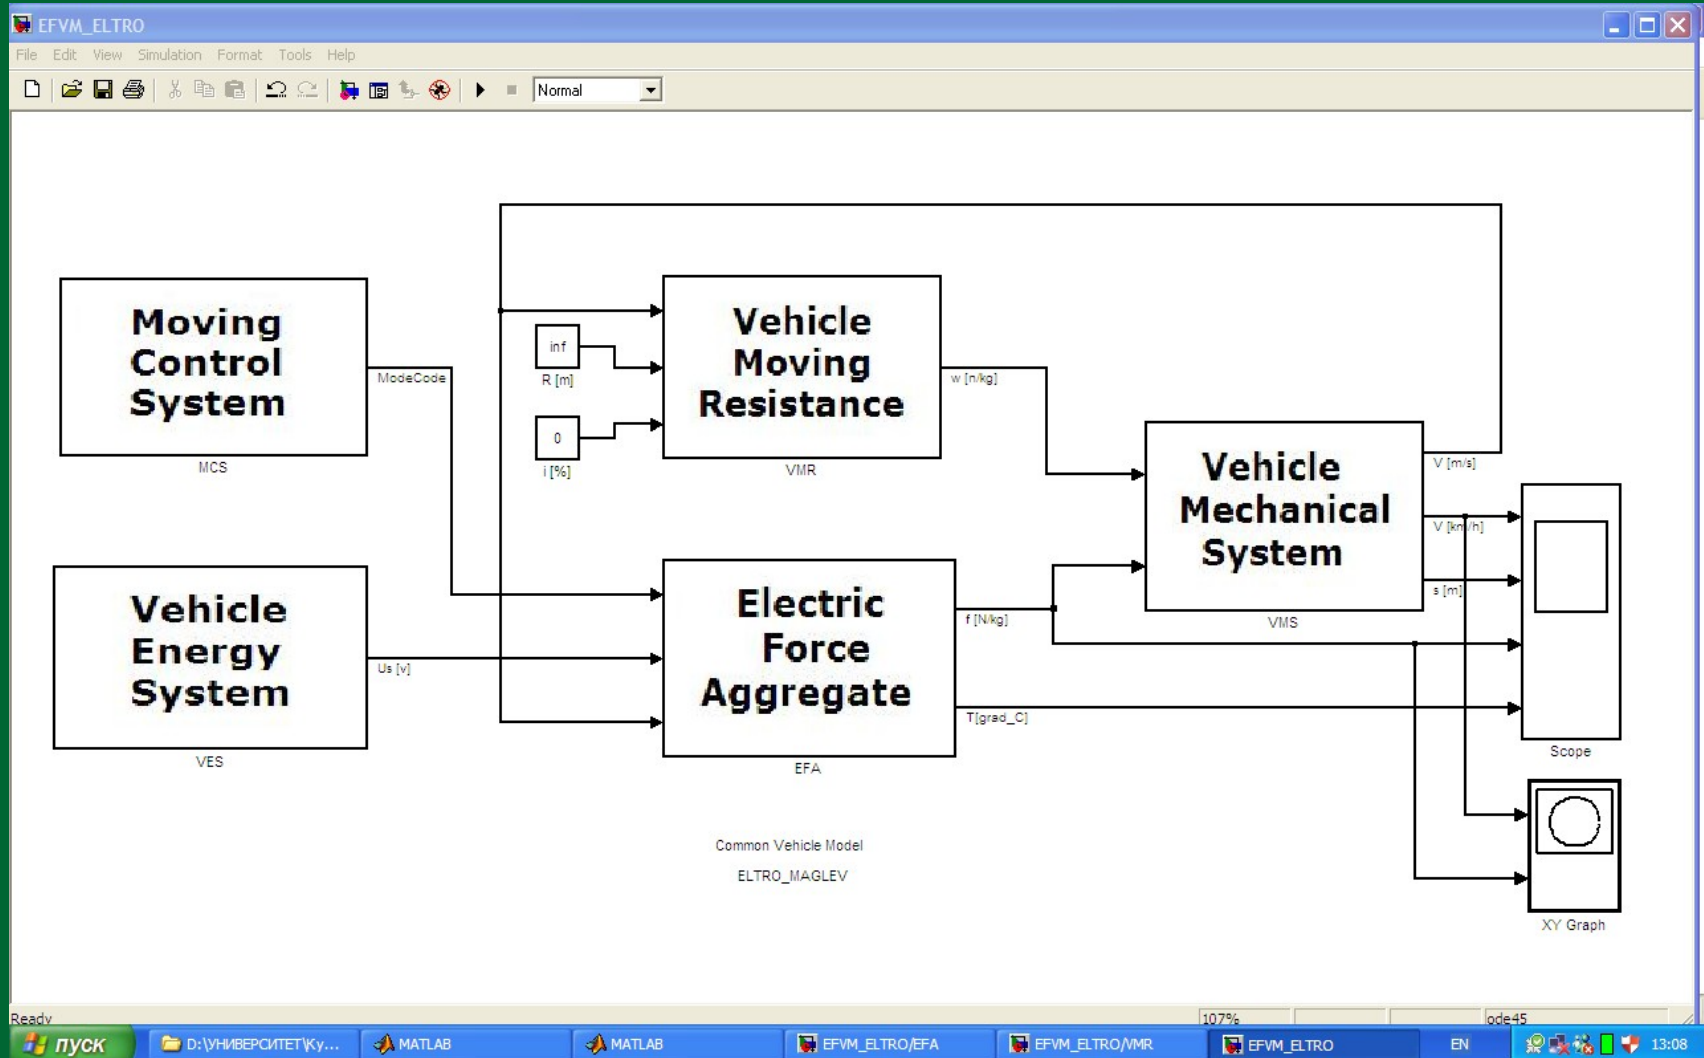 EFVM_ELTRO
File Edit View Simulation Format Tools Help
Normal
Moving
Control
System
MCS
ModeCode
inf
R [m]
0
i [%]
Vehicle
Moving
Resistance
VMR
w [n/kg]
Vehicle
Mechanical
System
VMS
V [m/s]
V [km/h]
s [m]
Vehicle
Energy
System
VES
Us [v]
Electric
Force
Aggregate
EFA
f [N/kg]
T[grad_C]
Scope
XY Graph
Common Vehicle Model
ELTRO_MAGLEV
Ready
107%
ode45
пуск
D:\УНИВЕРСИТЕТ\Ку...
MATLAB
MATLAB
EFVM_ELTRO/EFA
EFVM_ELTRO/VMR
EFVM_ELTRO
EN
13:08